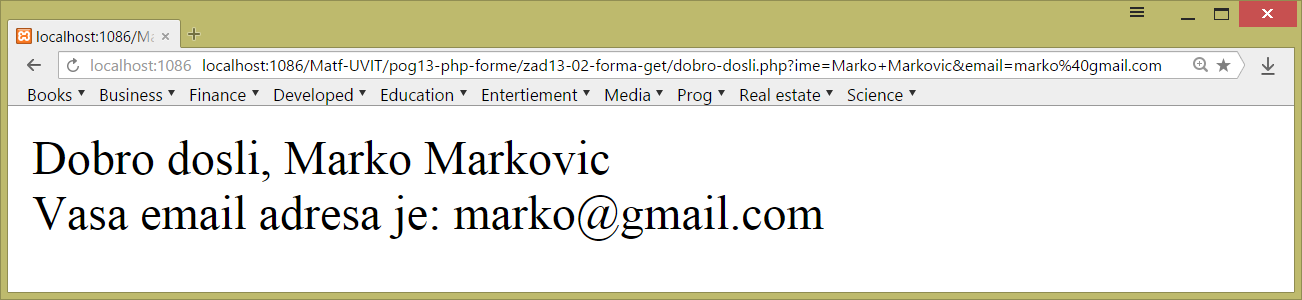 localhost:1086/Ma
localhost:1086 localhost:1086/Matf-UVIT/pog13-php-forme/zad13-02-forma-get/dobro-dosli.php?ime=Marko+Markovic&email=marko%40gmail.com
Books Business Finance Developed Education Entertiement Media Prog Real estate Science
Dobro dosli, Marko Markovic
Vasa email adresa je: marko@gmail.com